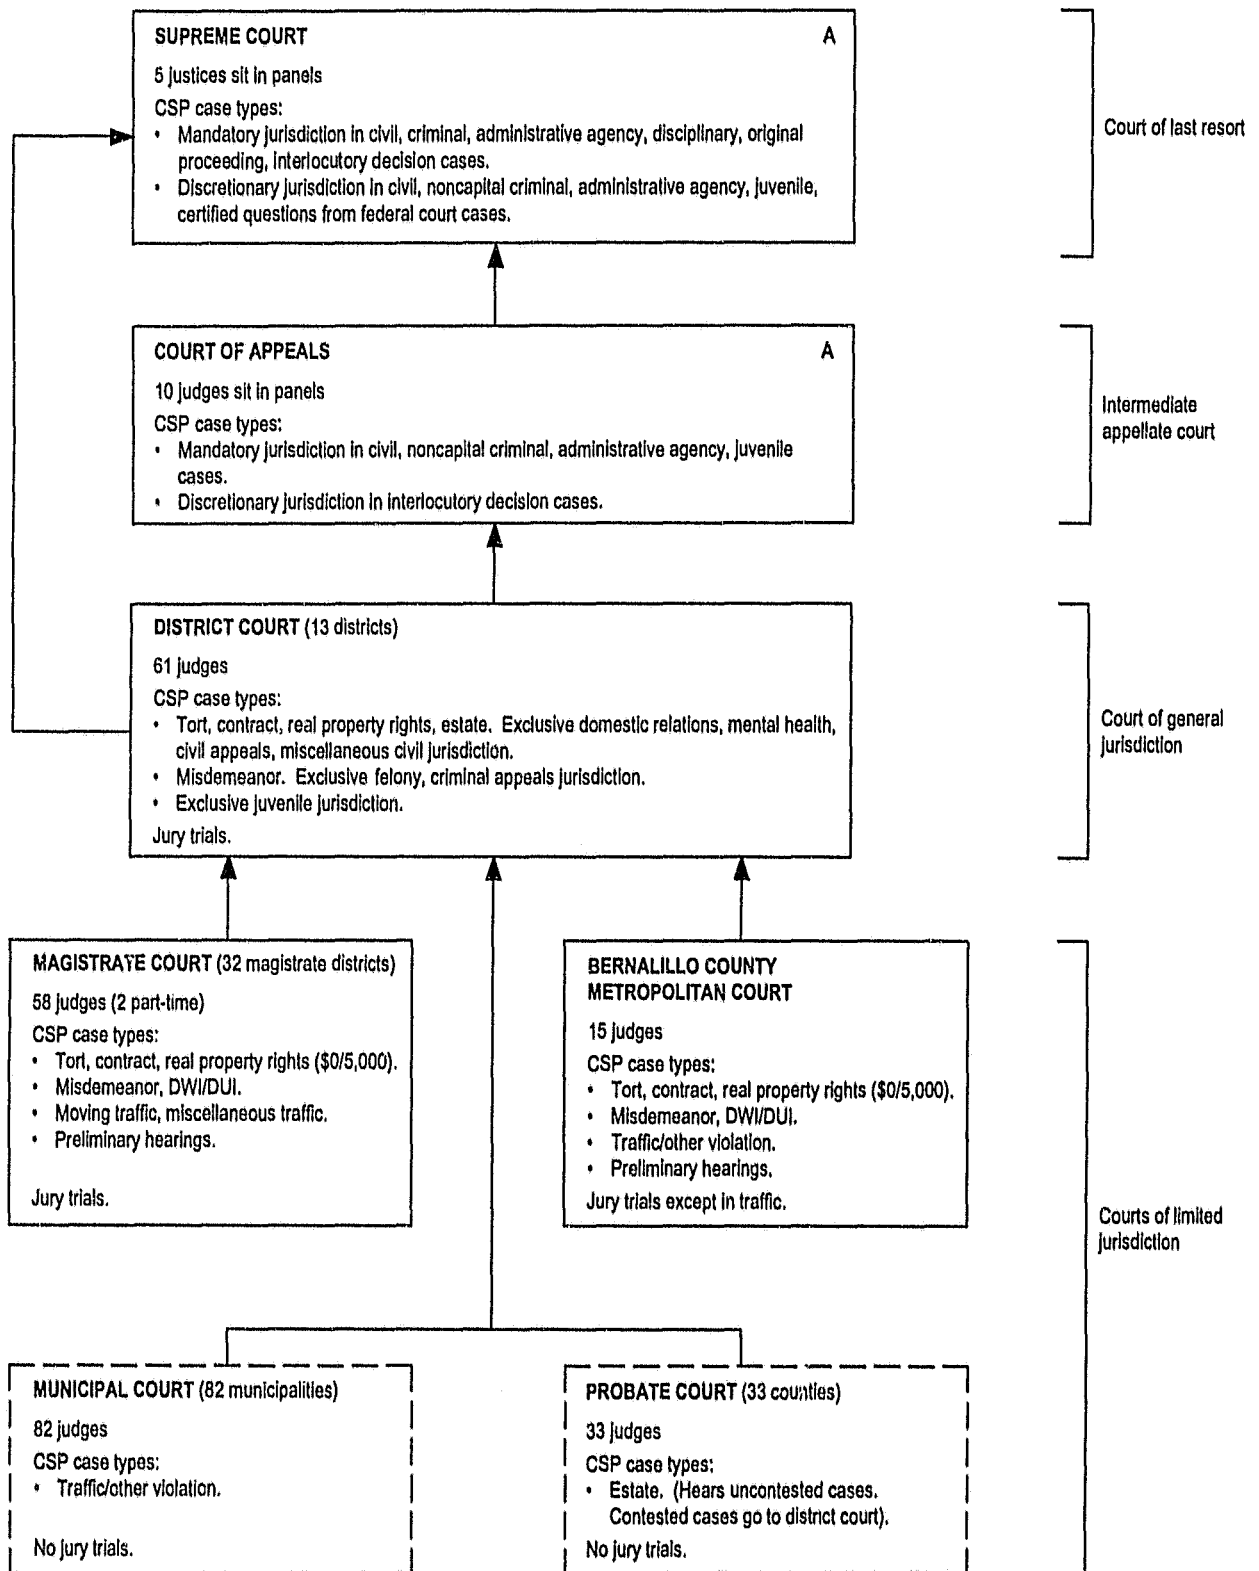 SUPREME COURT A
5 justices sit in panels
CSP case types:
• Mandatory jurisdiction in civil, criminal, administrative agency, disciplinary, original
proceeding, interlocutory decision cases.
• Discretionary jurisdiction in civil, noncapital criminal, administrative agency, juvenile,
certified questions from federal court cases.
Court of last resort
COURT OF APPEALS A
10 judges sit in panels
CSP case types:
• Mandatory jurisdiction in civil, noncapital criminal, administrative agency, juvenile
cases.
• Discretionary jurisdiction in interlocutory decision cases.
Intermediate
appellate court
DISTRICT COURT (13 districts)
61 judges
CSP case types:
• Tort, contract, real property rights, estate. Exclusive domestic relations, mental health,
civil appeals, miscellaneous civil jurisdiction.
• Misdemeanor. Exclusive felony, criminal appeals jurisdiction.
• Exclusive juvenile jurisdiction.
Jury trials.
Court of general
jurisdiction
MAGISTRATE COURT (32 magistrate districts)
58 judges (2 part-time)
CSP case types:
• Tort, contract, real property rights ($0/5,000).
• Misdemeanor, DWI/DUI.
• Moving traffic, miscellaneous traffic.
• Preliminary hearings.
Jury trials.
BERNALILLO COUNTY
METROPOLITAN COURT
15 judges
CSP case types:
• Tort, contract, real property rights ($0/5,000).
• Misdemeanor, DWI/DUI.
• Traffic/other violation.
• Preliminary hearings.
Jury trials except in traffic.
Courts of limited
jurisdiction
MUNICIPAL COURT (82 municipalities)
82 judges
CSP case types:
• Traffic/other violation.
No jury trials.
PROBATE COURT (33 counties)
33 judges
CSP case types:
• Estate. (Hears uncontested cases.
Contested cases go to district court).
No jury trials.